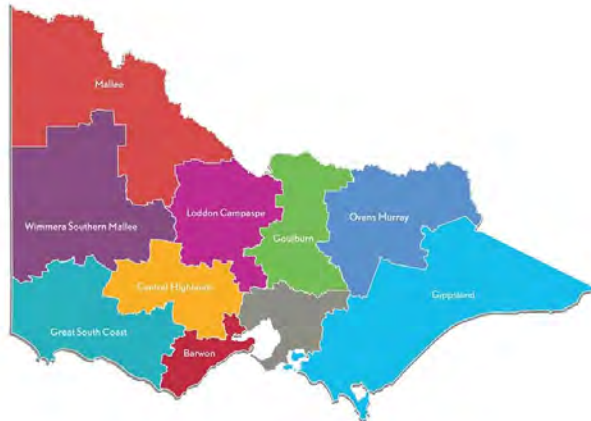 Mallee
Loddon Campaspe
Ovens Murray
Wimmera Southern Mallee
Goulburn
Central Highlands
Gippsland
Great South Coast
Barwon